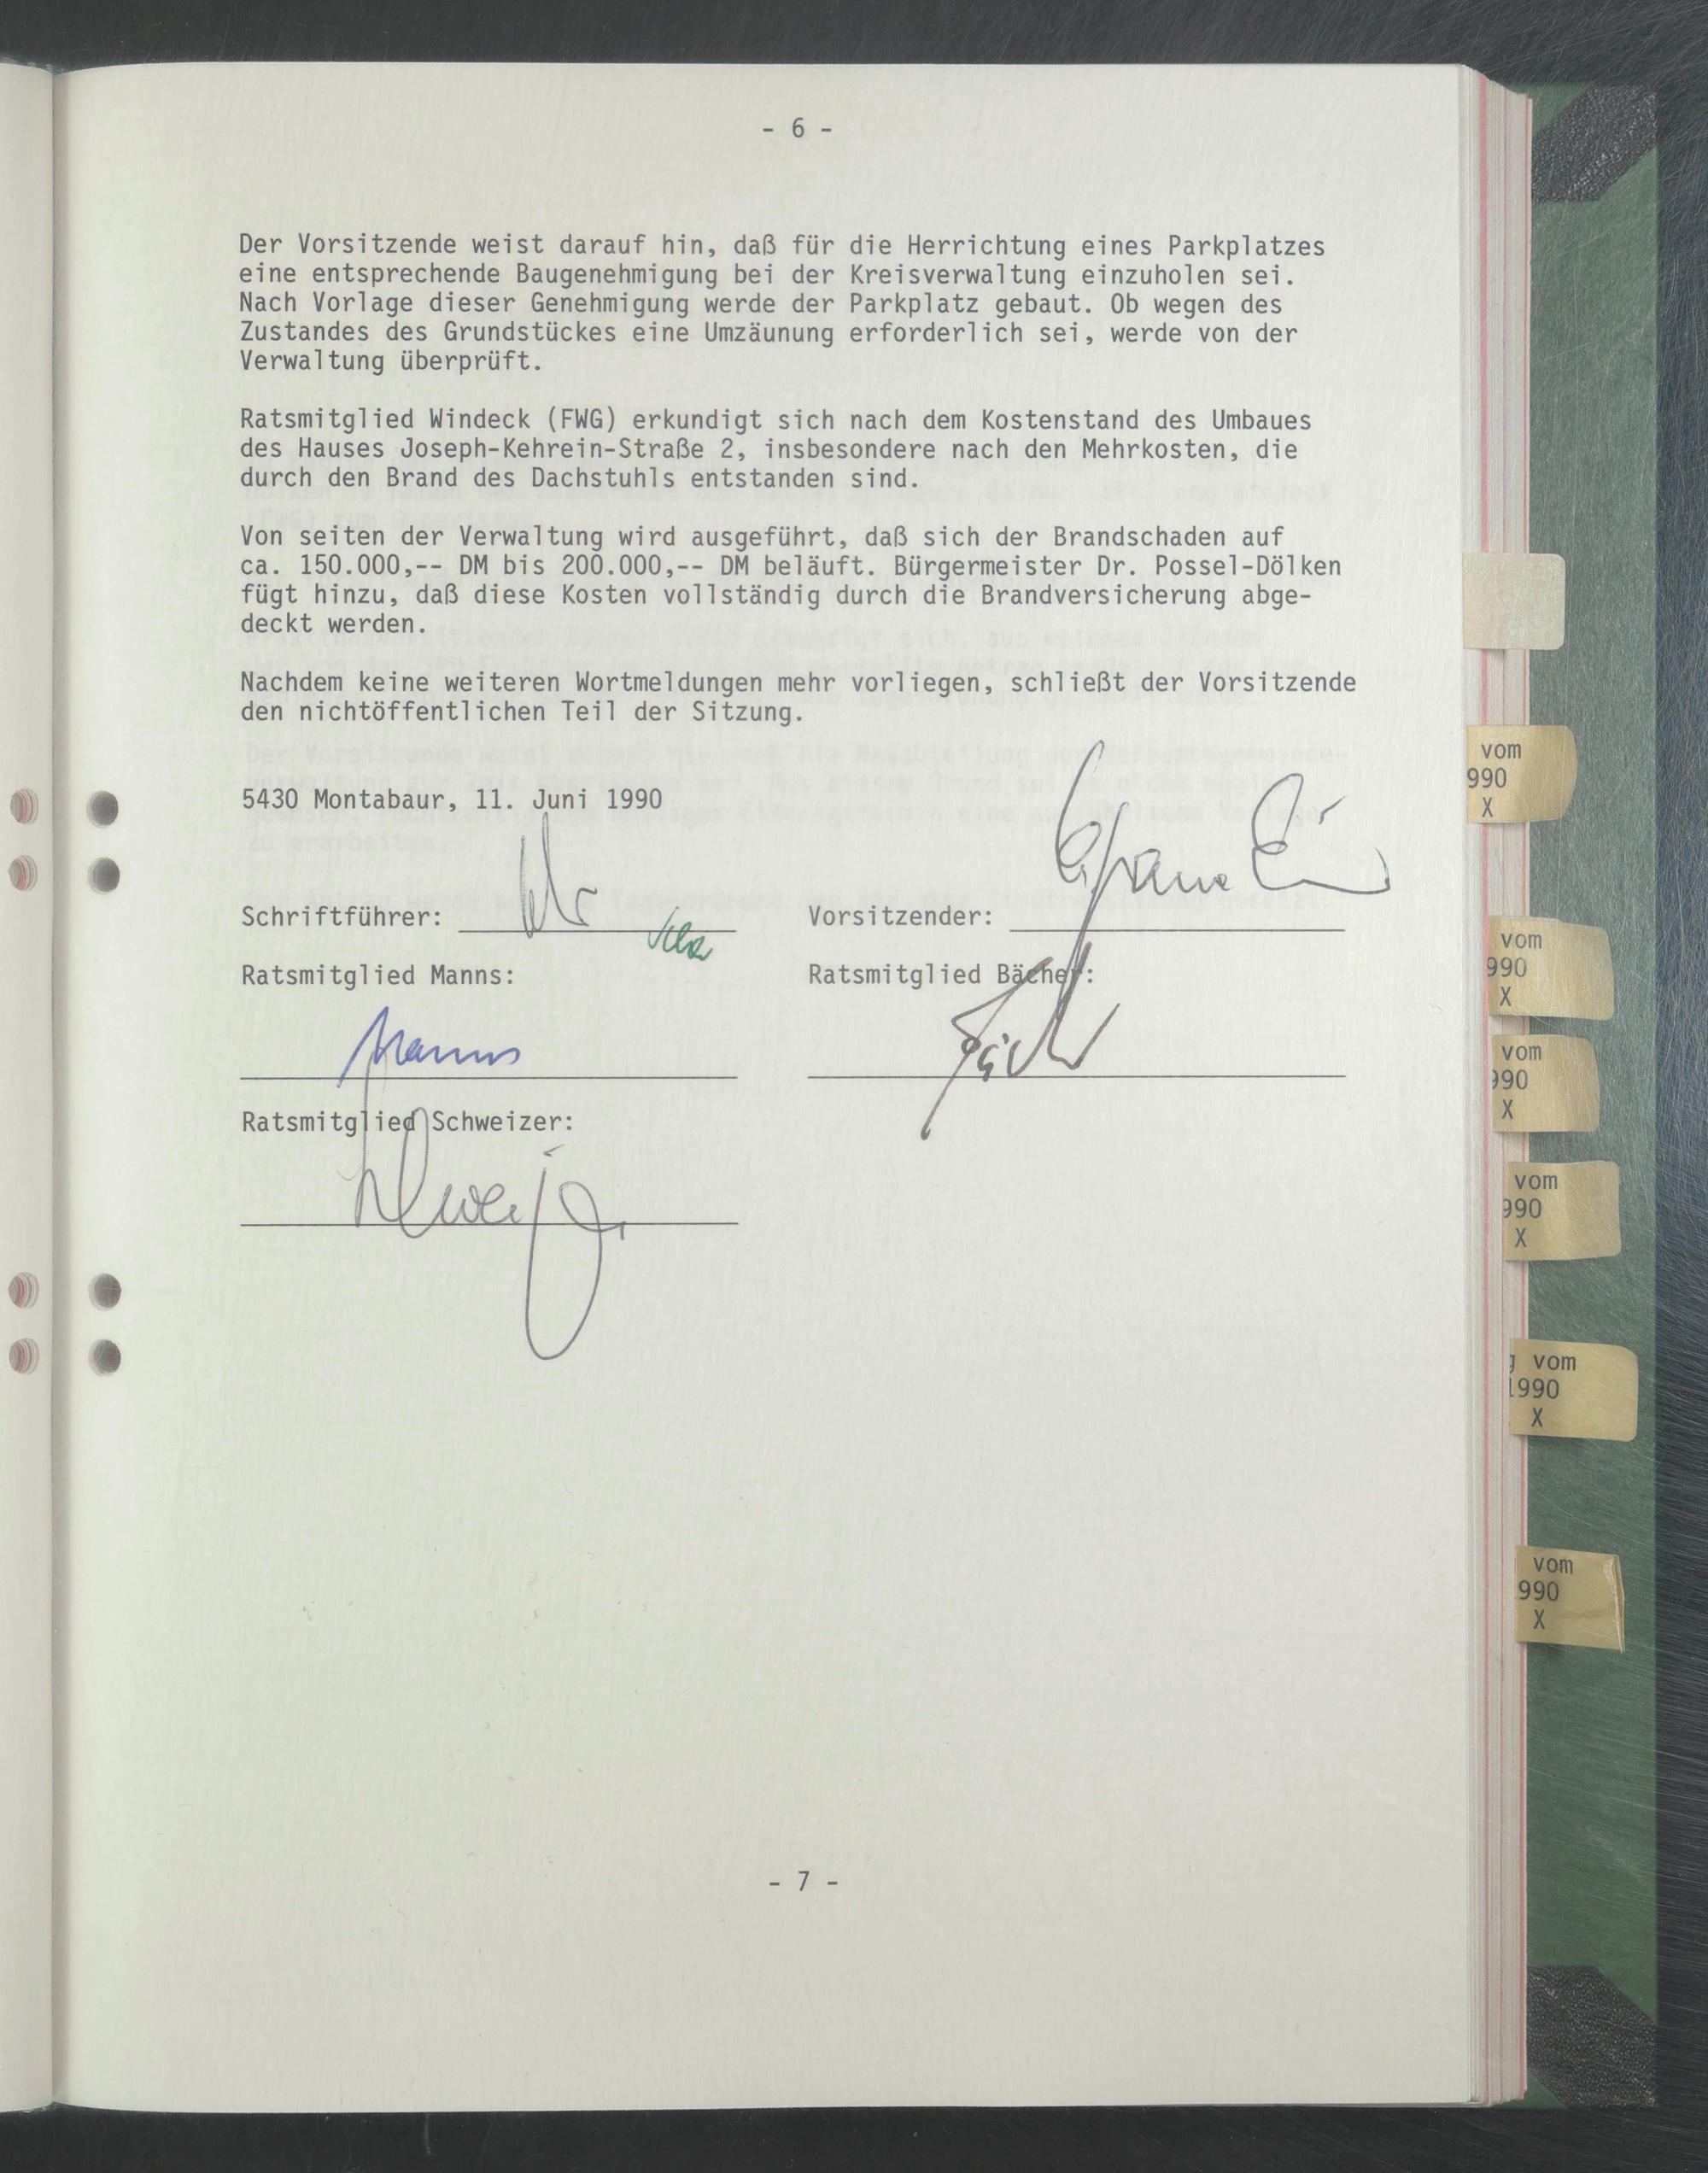 - 6 -
Der Vorsitzende weist darauf hin, daß für die Herrichtung eines Parkplatzes
eine entsprechende Baugenehmigung bei der Kreisverwaltung einzuholen sei.
Nach Vorlage dieser Genehmigung werde der Parkplatz gebaut. Ob wegen des
Zustandes des Grundstückes eine Umzäunung erforderlich sei, werde von der
Verwaltung überprüft.
Ratsmitglied Windeck (FWG) erkundigt sich nach dem Kostenstand des Umbaues
des Hauses Joseph-Kehrein-Straße 2, insbesondere nach den Mehrkosten, die
durch den Brand des Dachstuhls entstanden sind.
Von seiten der Verwaltung wird ausgeführt, daß sich der Brandschaden auf
ca. 150.000,-- DM bis 200.000,-- DM beläuft. Bürgermeister Dr. Possel-Dölken
fügt hinzu, daß diese Kosten vollständig durch die Brandversicherung abge-
deckt werden.
Nachdem keine weiteren Wortmeldungen mehr vorliegen, schließt der Vorsitzende
den nichtöffentlichen Teil der Sitzung.
5430 Montabaur, 11. Juni 1990
Schriftführer: Vorsitzender:
Ratsmitglied Manns: Ratsmitglied Bächer:
Manns
Ratsmitglied Schweizer:
- 7 -
vom
990
X
vom
990
X
vom
990
X
vom
990
X
g vom
1990
X
vom
990
X